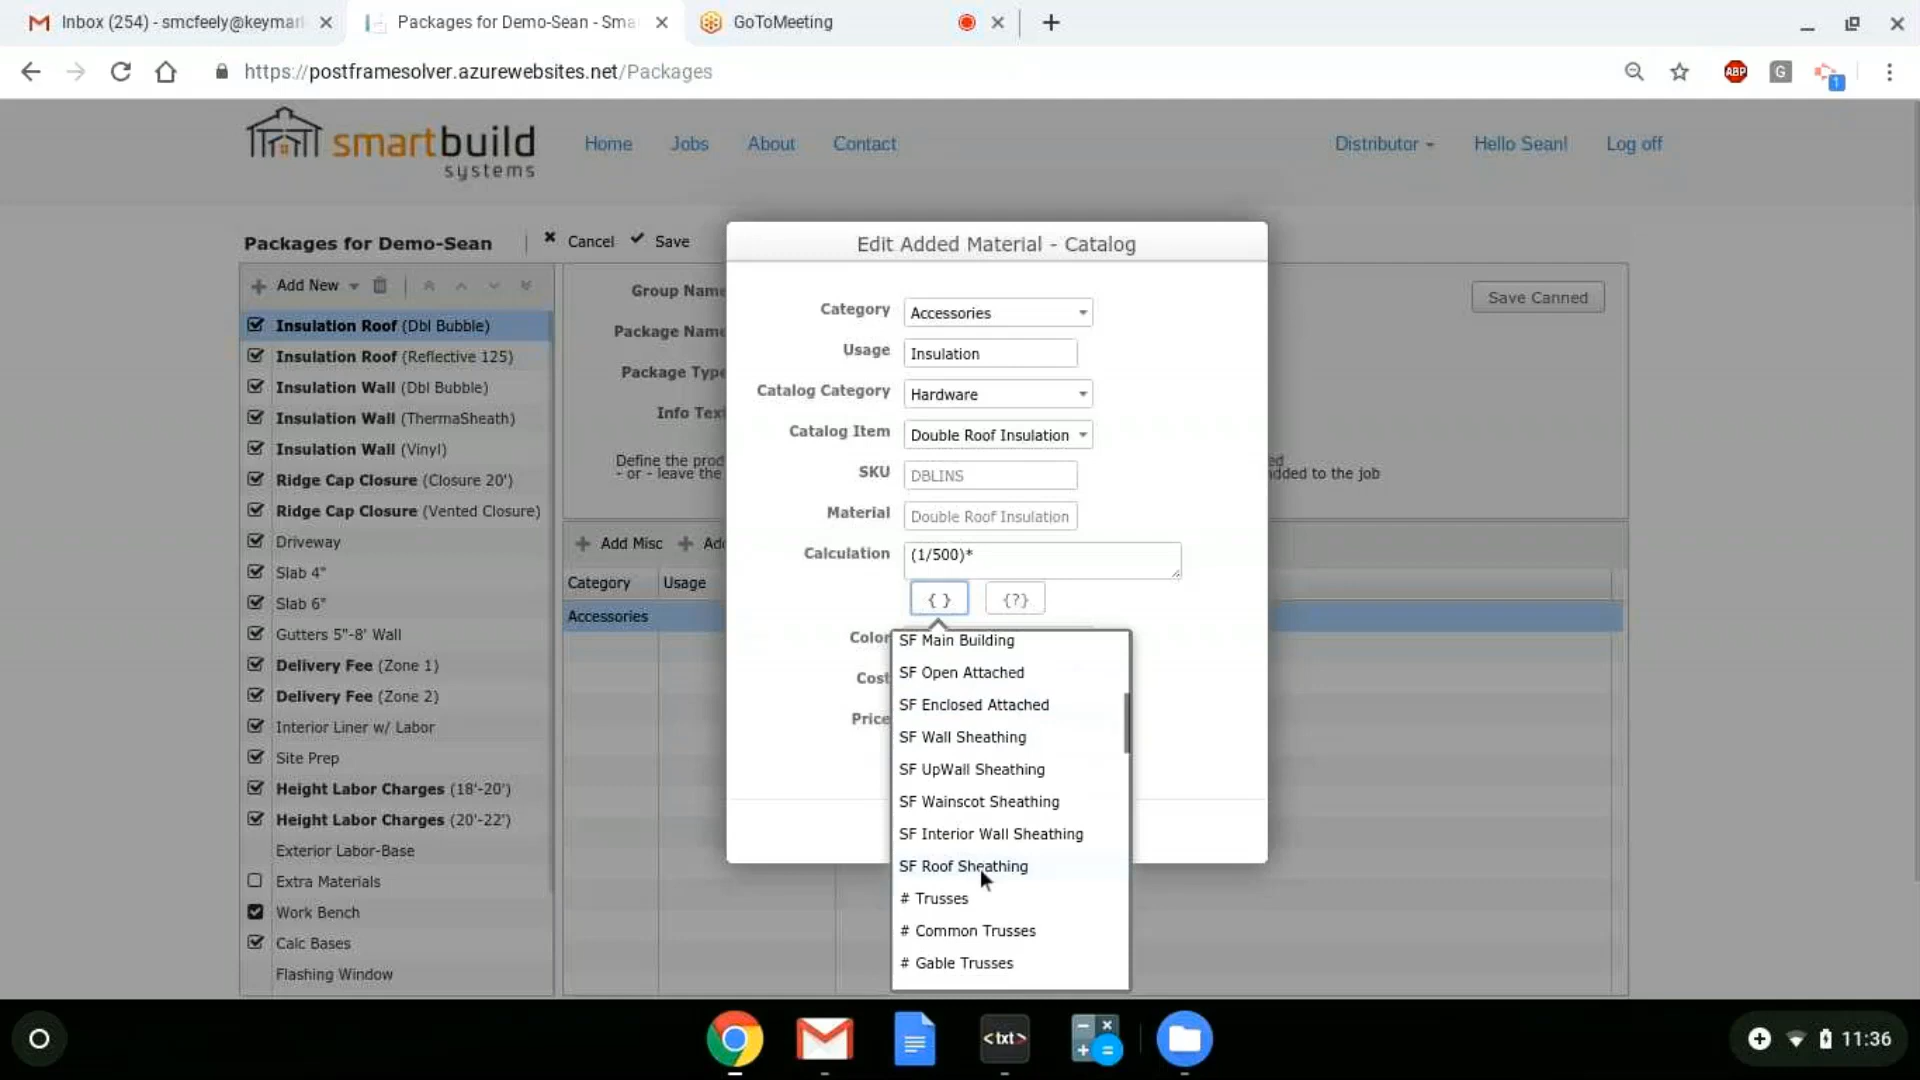 Inbox (254) - smcfeely@keymar
Packages for Demo-Sean - Sma
GoToMeeting
https://postframesolver.azurewebsites.net/Packages
ABP
G
1
smartbuild
systems
Home
Jobs
About
Contact
Distributor
Hello Sean!
Log off
Packages for Demo-Sean
Cancel
Save
Add New
Insulation Roof (Dbl Bubble)
Insulation Roof (Reflective 125)
Insulation Wall (Dbl Bubble)
Insulation Wall (ThermaSheath)
Insulation Wall (Vinyl)
Ridge Cap Closure (Closure 20')
Ridge Cap Closure (Vented Closure)
Driveway
Slab 4"
Slab 6"
Gutters 5"-8' Wall
Delivery Fee (Zone 1)
Delivery Fee (Zone 2)
Interior Liner w/ Labor
Site Prep
Height Labor Charges (18'-20')
Height Labor Charges (20'-22')
Exterior Labor-Base
Extra Materials
Work Bench
Calc Bases
Flashing Window
Group Name
Package Name
Package Type
Info Text
Save Canned
Define the prod
- or - leave the
ed
dded to the job
Add Misc
Ad
Category
Usage
Accessories
Edit Added Material - Catalog
Category
Accessories
Usage
Insulation
Catalog Category
Hardware
Catalog Item
Double Roof Insulation
SKU
DBLINS
Material
Double Roof Insulation
Calculation
(1/500)*
{ }
{?}
Color
Cost
Price
SF Main Building
SF Open Attached
SF Enclosed Attached
SF Wall Sheathing
SF UpWall Sheathing
SF Wainscot Sheathing
SF Interior Wall Sheathing
SF Roof Sheathing
# Trusses
# Common Trusses
# Gable Trusses
<txt>
11:36